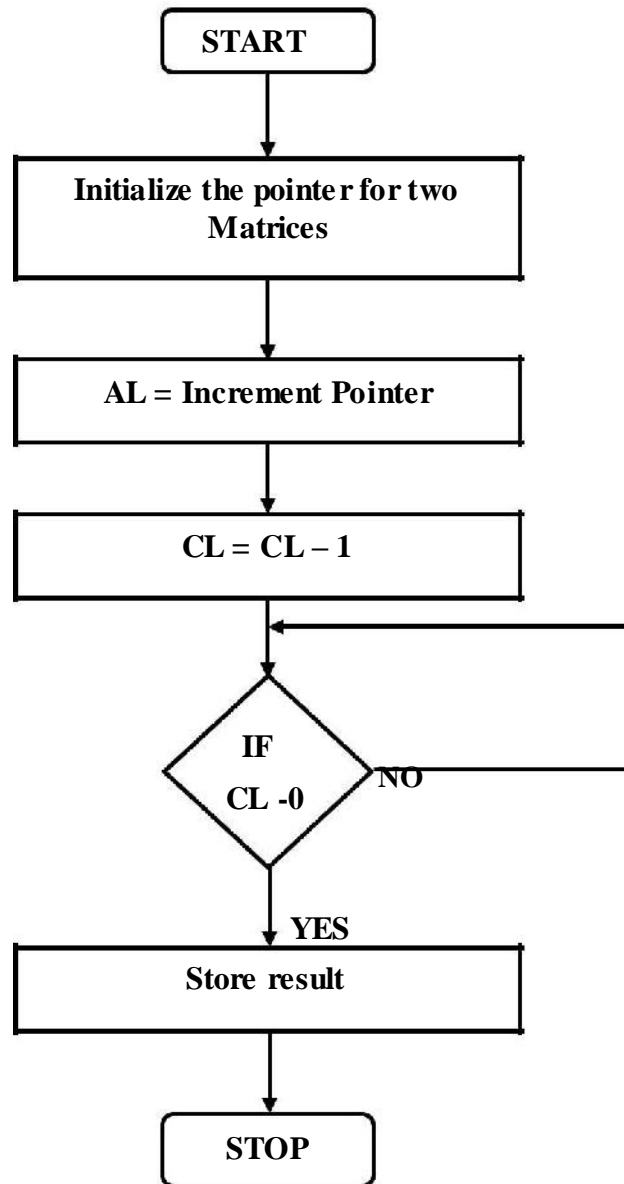 START
Initialize the pointer for two
Matrices
AL = Increment Pointer
CL = CL – 1
IF
CL -0
NO
YES
Store result
STOP